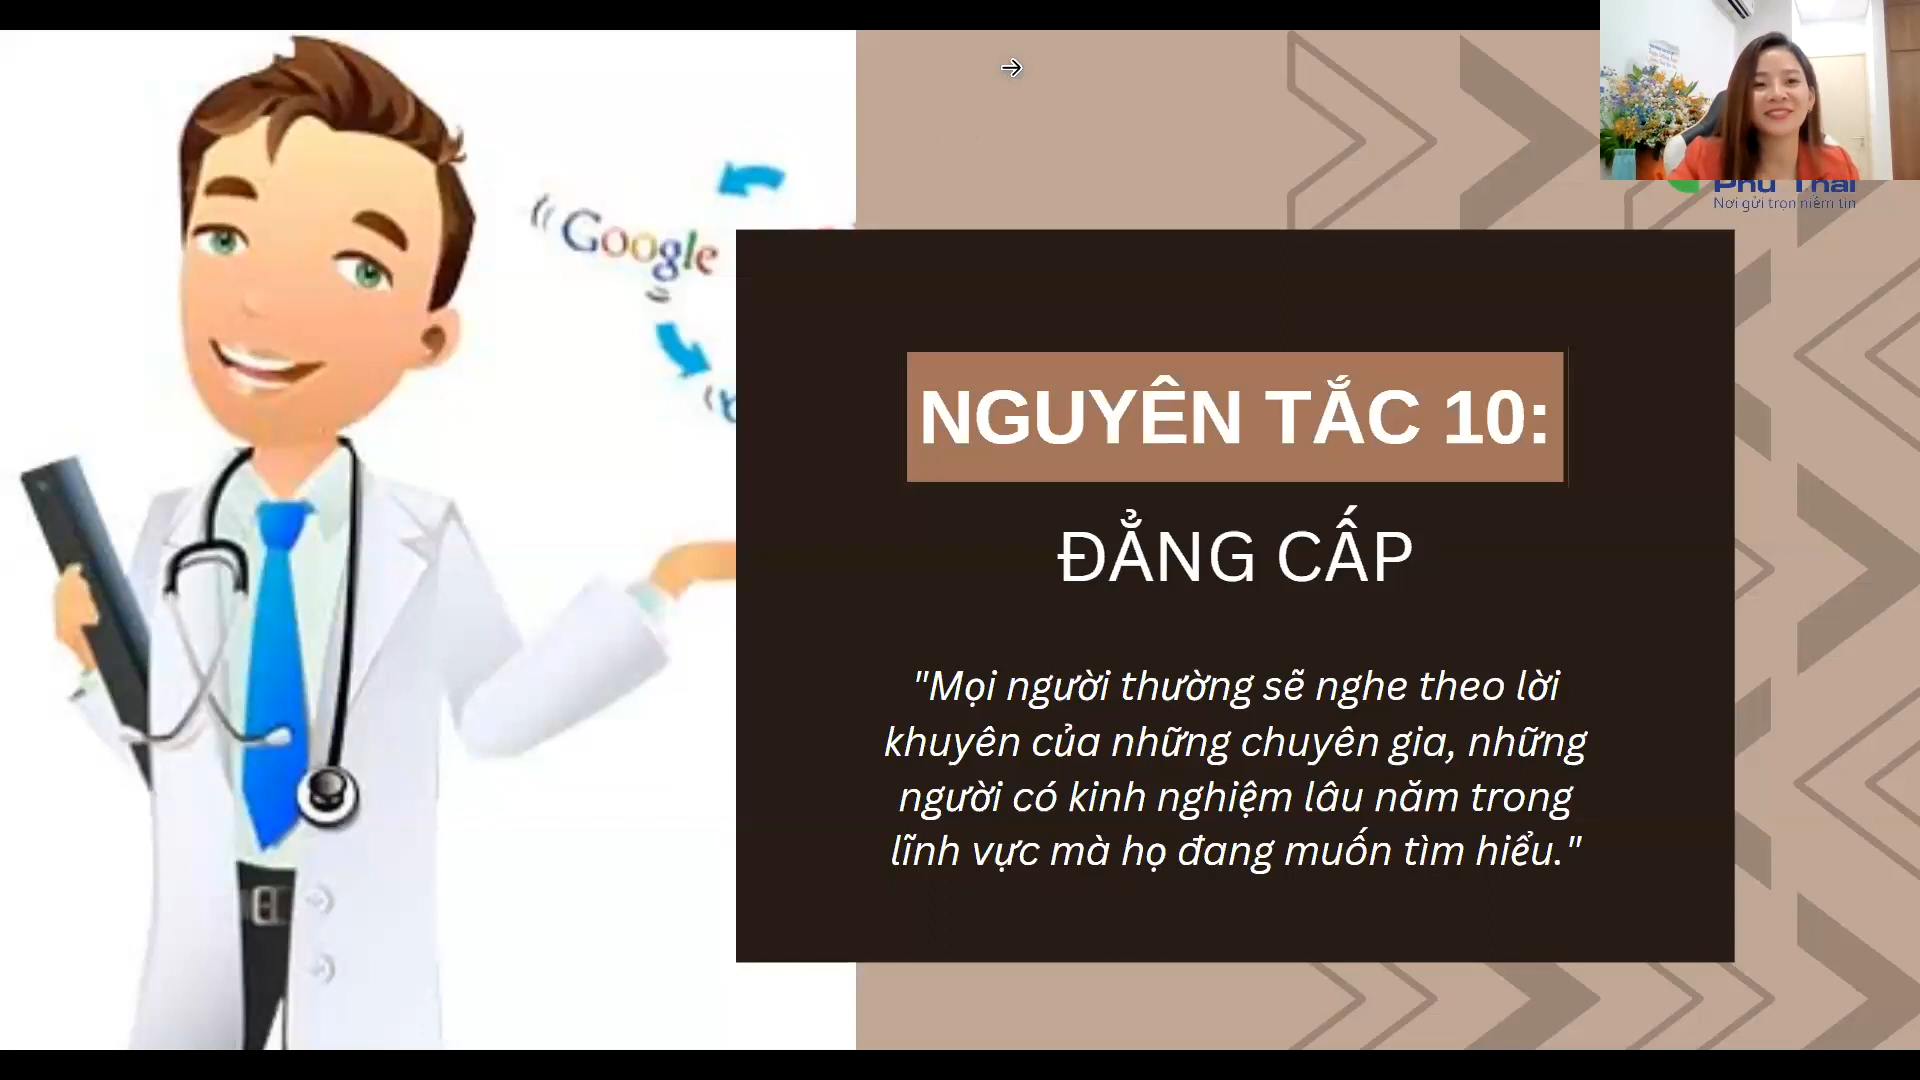 Google
Phú Thái
Nơi gửi trọn niềm tin
NGUYÊN TẮC 10:
ĐẲNG CẤP
"Mọi người thường sẽ nghe theo lời
khuyên của những chuyên gia, những
người có kinh nghiệm lâu năm trong
lĩnh vực mà họ đang muốn tìm hiểu."